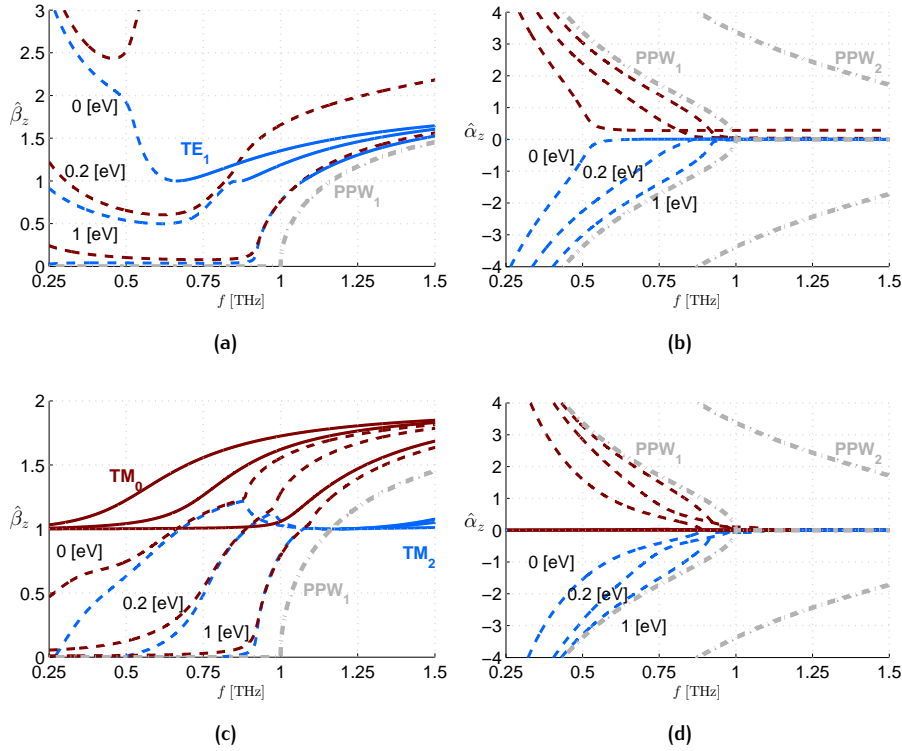 3
2
1
0
0 [eV]
0.2 [eV]
1 [eV]
TE₁
PPW₁
β̂_z
0.25 0.5 0.75 1 1.25 1.5
f [THz]
(a)
4
3
2
1
0
−1
−2
−3
−4
PPW₁
PPW₂
α̂_z
0 [eV]
0.2 [eV]
1 [eV]
0.25 0.5 0.75 1 1.25 1.5
f [THz]
(b)
2
1.5
1
0.5
0
TM₀
β̂_z
TM₂
0 [eV]
0.2 [eV]
1 [eV]
PPW₁
0.25 0.5 0.75 1 1.25 1.5
f [THz]
(c)
4
3
2
1
0
−1
−2
−3
−4
PPW₁
PPW₂
α̂_z
0 [eV]
0.2 [eV]
1 [eV]
0.25 0.5 0.75 1 1.25 1.5
f [THz]
(d)